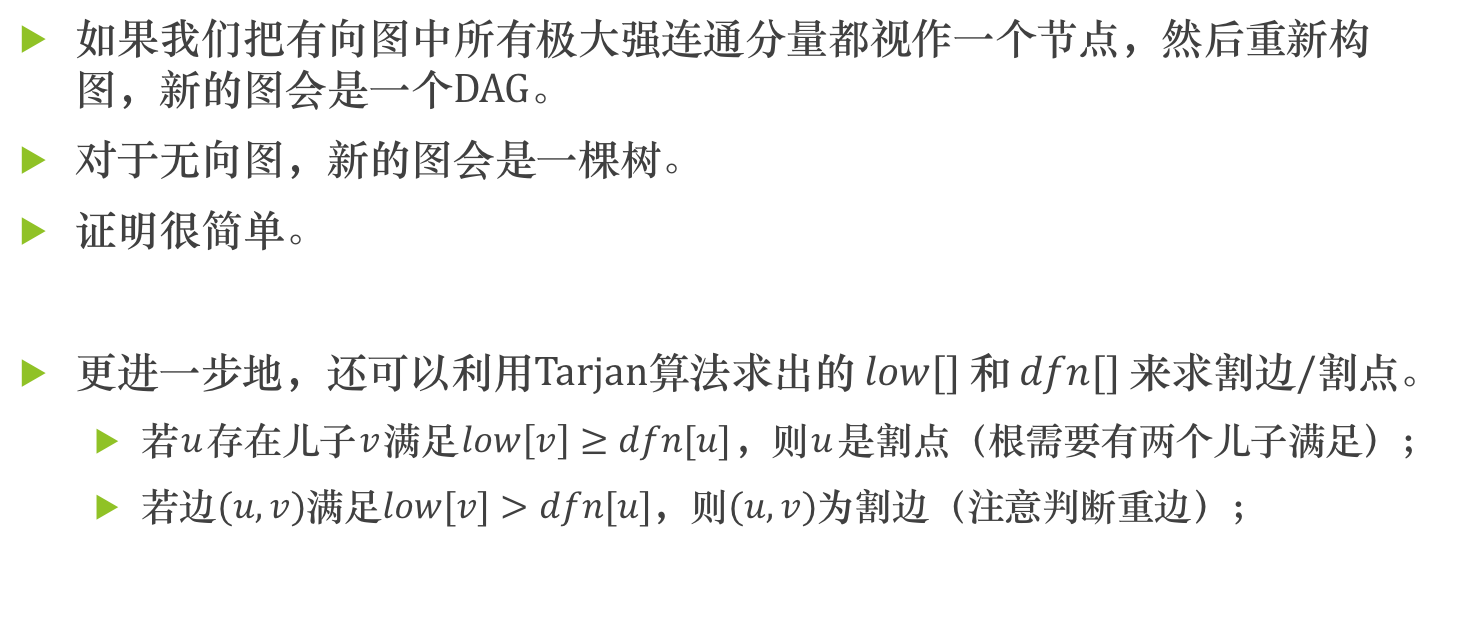 如果我们把有向图中所有极大强连通分量都视作一个节点，然后重新构
图，新的图会是一个DAG。
对于无向图，新的图会是一棵树。
证明很简单。
更进一步地，还可以利用Tarjan算法求出的 low[] 和 dfn[] 来求割边/割点。
若u存在儿子v满足low[v] ≥ dfn[u]，则u是割点（根需要有两个儿子满足）；
若边(u, v)满足low[v] > dfn[u]，则(u, v)为割边（注意判断重边）；